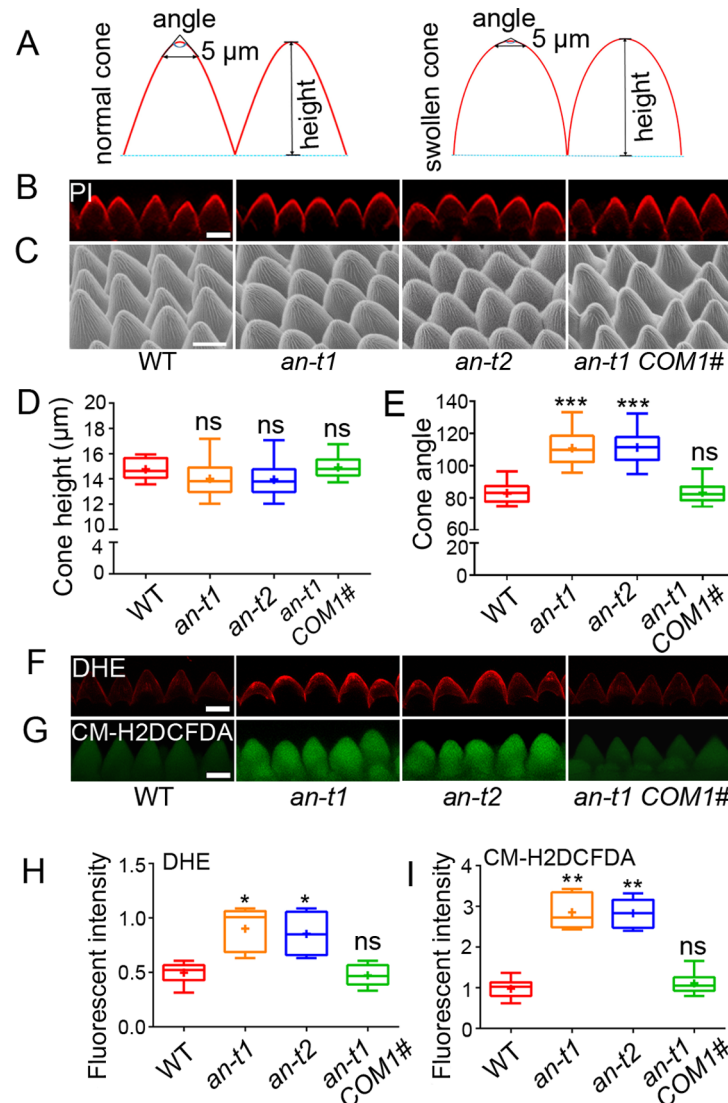 A
angle
5 μm
normal cone
height
angle
5 μm
swollen cone
height
B
PI
C
WT
an-t1
an-t2
an-t1 COM1#
D
Cone height (μm)
20
18
16
14
12
10
4
0
ns
ns
ns
WT
an-t1
an-t2
an-t1
COM1#
E
Cone angle
140
120
100
80
60
20
0
***
***
ns
WT
an-t1
an-t2
an-t1
COM1#
F
DHE
G
CM-H2DCFDA
WT
an-t1
an-t2
an-t1 COM1#
H
DHE
Fluorescent intensity
1.5
1.0
0.5
0.0
*
*
ns
WT
an-t1
an-t2
an-t1
COM1#
I
CM-H2DCFDA
Fluorescent intensity
4
3
2
1
0
**
**
ns
WT
an-t1
an-t2
an-t1
COM1#